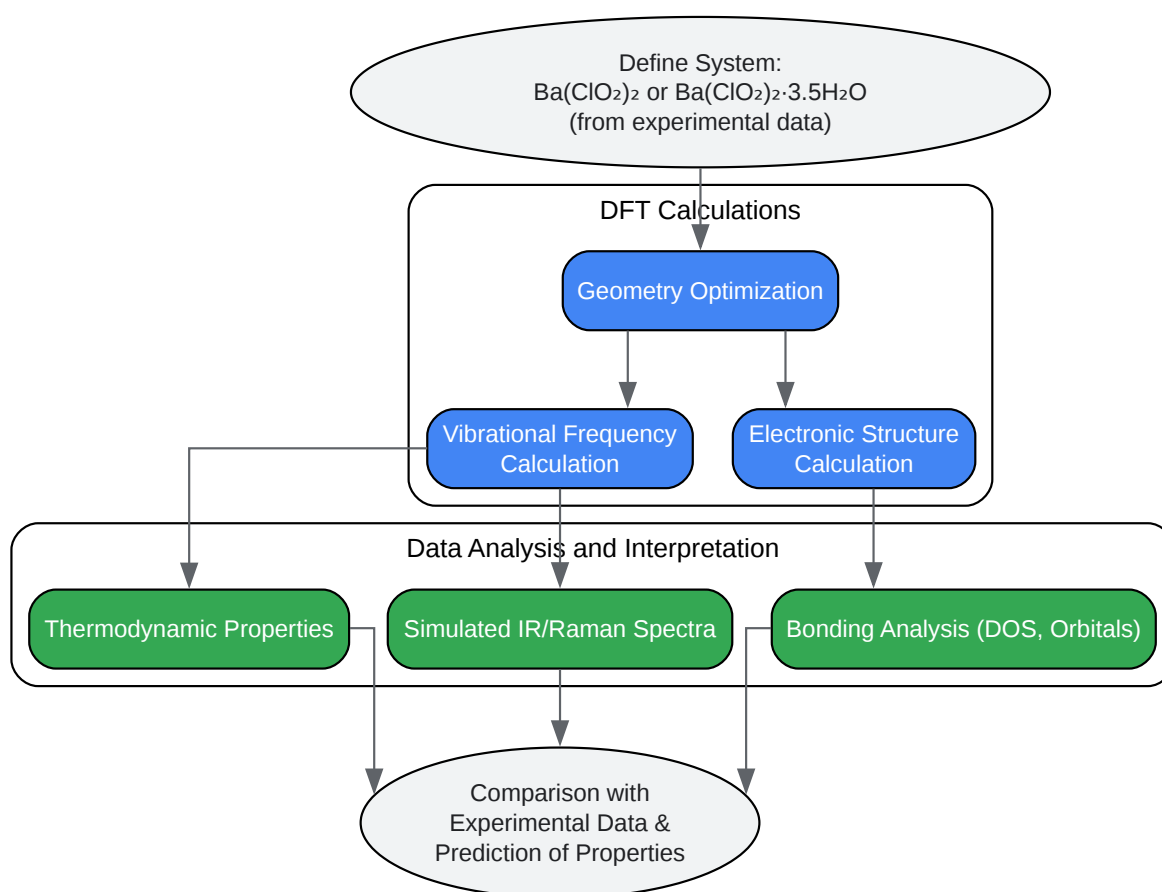 Define System:
Ba(ClO₂)₂ or Ba(ClO₂)₂·3.5H₂O
(from experimental data)
DFT Calculations
Geometry Optimization
Vibrational Frequency
Calculation
Electronic Structure
Calculation
Data Analysis and Interpretation
Thermodynamic Properties
Simulated IR/Raman Spectra
Bonding Analysis (DOS, Orbitals)
Comparison with
Experimental Data &
Prediction of Properties